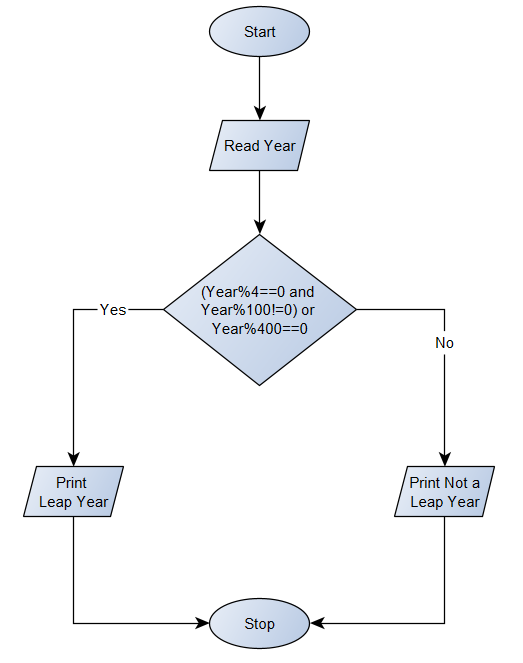 Start
Read Year
(Year%4==0 and
Year%100!=0) or
Year%400==0
Yes
No
Print
Leap Year
Print Not a
Leap Year
Stop